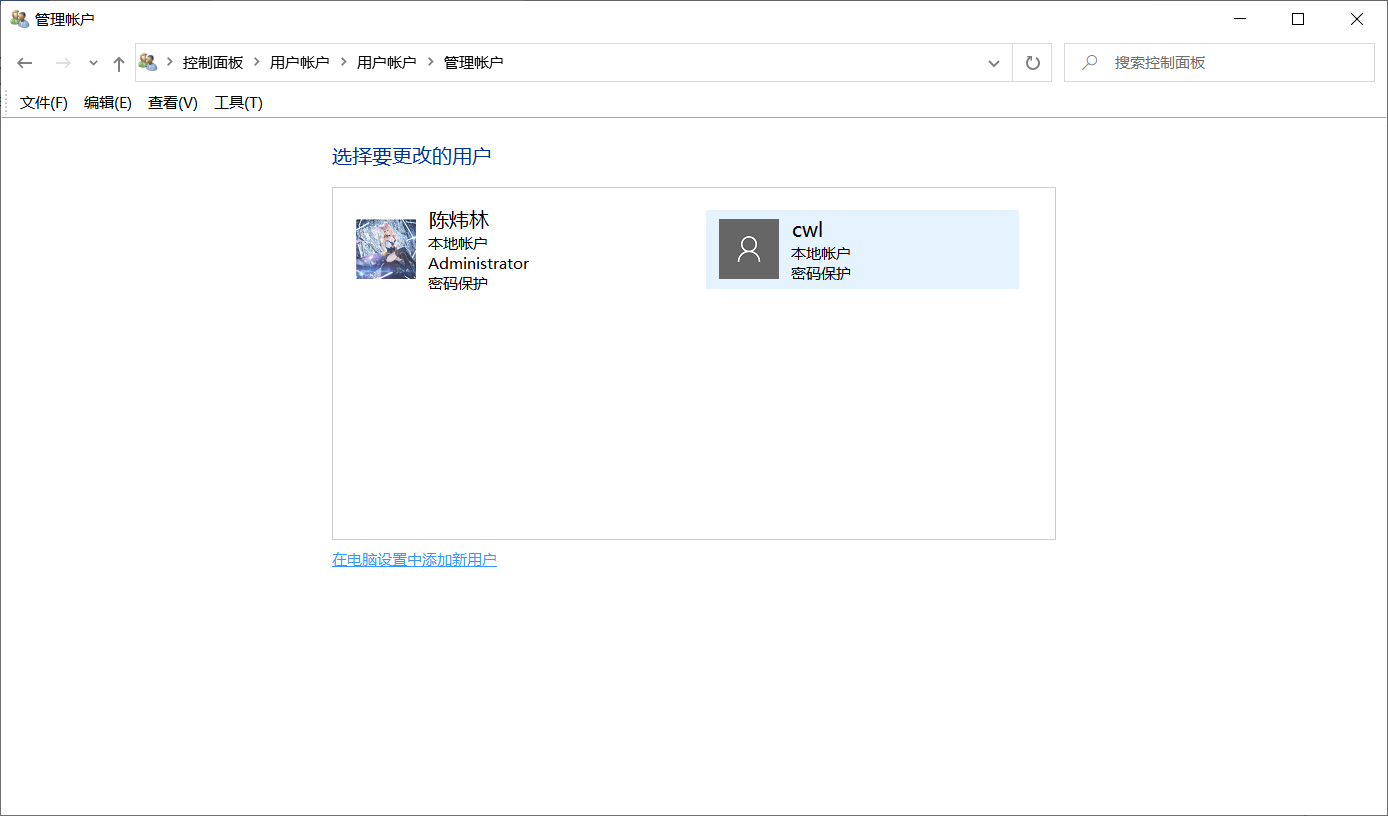 管理帐户
控制面板 > 用户帐户 > 用户帐户 > 管理帐户
搜索控制面板
文件(F) 编辑(E) 查看(V) 工具(T)
选择要更改的用户
陈炜林
本地帐户
Administrator
密码保护
cwl
本地帐户
密码保护
在电脑设置中添加新用户